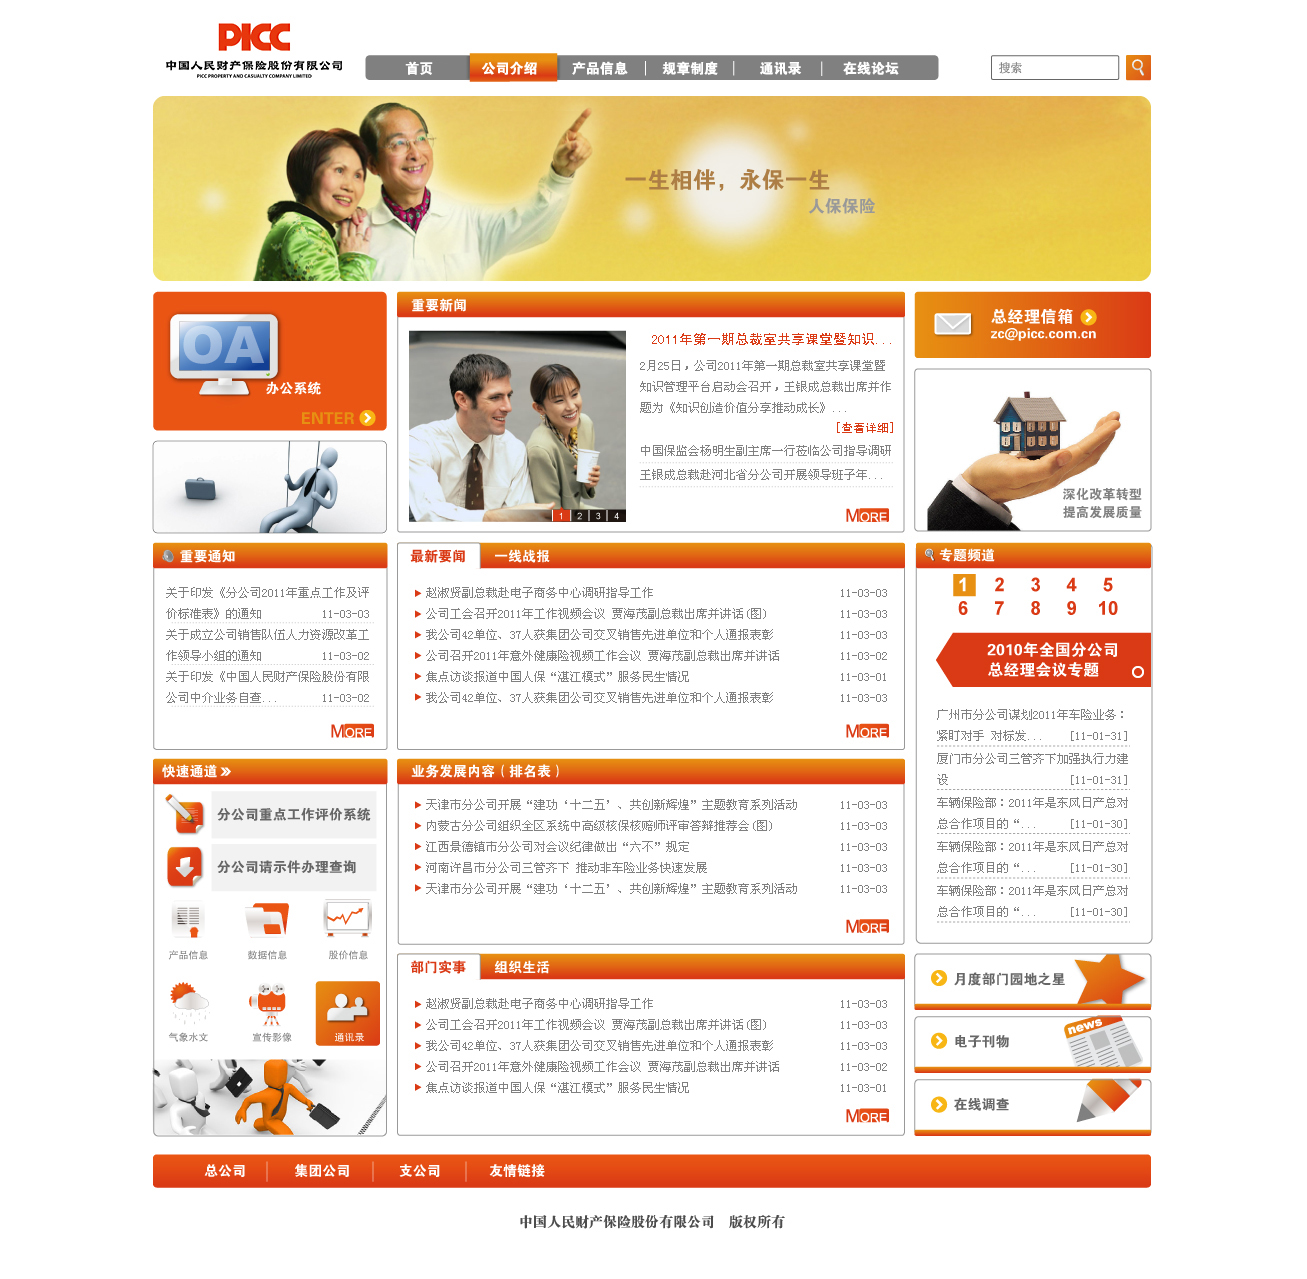 PICC
中国人民财产保险股份有限公司
PICC PROPERTY AND CASUALTY COMPANY LIMITED
首页 公司介绍 产品信息 规章制度 通讯录 在线论坛
搜索
一生相伴，永保一生
人保保险
OA
办公系统
ENTER
重要新闻
1 2 3 4
2011年第一期总裁室共享课堂暨知识...
2月25日，公司2011年第一期总裁室共享课堂暨
知识管理平台启动会召开，王银成总裁出席并作
题为《知识创造价值分享推动成长》...
[查看详细]
中国保监会杨明生副主席一行莅临公司指导调研
王银成总裁赴河北省分公司开展领导班子年...
MORE
总经理信箱
zc@picc.com.cn
深化改革转型
提高发展质量
重要通知
关于印发《分公司2011年重点工作及评
价标准表》的通知 11-03-03
关于成立公司销售队伍人力资源改革工
作领导小组的通知 11-03-02
关于印发《中国人民财产保险股份有限
公司中介业务自查... 11-03-02
MORE
最新要闻 一线战报
赵淑贤副总裁赴电子商务中心调研指导工作 11-03-03
公司工会召开2011年工作视频会议 贾海茂副总裁出席并讲话(图) 11-03-03
我公司42单位、37人获集团公司交叉销售先进单位和个人通报表彰 11-03-03
公司召开2011年意外健康险视频工作会议 贾海茂副总裁出席并讲话 11-03-02
焦点访谈报道中国人保“湛江模式”服务民生情况 11-03-01
我公司42单位、37人获集团公司交叉销售先进单位和个人通报表彰 11-03-03
MORE
专题频道
1 2 3 4 5
6 7 8 9 10
2010年全国分公司
总经理会议专题
广州市分公司谋划2011年车险业务：
紧盯对手 对标发... [11-01-31]
厦门市分公司三管齐下加强执行力建
设 [11-01-31]
车辆保险部：2011年是东风日产总对
总合作项目的“... [11-01-30]
车辆保险部：2011年是东风日产总对
总合作项目的“... [11-01-30]
车辆保险部：2011年是东风日产总对
总合作项目的“... [11-01-30]
快速通道
分公司重点工作评价系统
分公司请示件办理查询
产品信息 数据信息 股价信息
气象水文 宣传影像 通讯录
业务发展内容（排名表）
天津市分公司开展“建功‘十二五’、共创新辉煌”主题教育系列活动 11-03-03
内蒙古分公司组织全区系统中高级核保核赔师评审答辩推荐会(图) 11-03-03
江西景德镇市分公司对会议纪律做出“六不”规定 11-03-03
河南许昌市分公司三管齐下 推动非车险业务快速发展 11-03-03
天津市分公司开展“建功‘十二五’、共创新辉煌”主题教育系列活动 11-03-03
MORE
部门实事 组织生活
赵淑贤副总裁赴电子商务中心调研指导工作 11-03-03
公司工会召开2011年工作视频会议 贾海茂副总裁出席并讲话(图) 11-03-03
我公司42单位、37人获集团公司交叉销售先进单位和个人通报表彰 11-03-03
公司召开2011年意外健康险视频工作会议 贾海茂副总裁出席并讲话 11-03-02
焦点访谈报道中国人保“湛江模式”服务民生情况 11-03-01
MORE
月度部门园地之星
电子刊物
news
在线调查
总公司 集团公司 支公司 友情链接
中国人民财产保险股份有限公司 版权所有